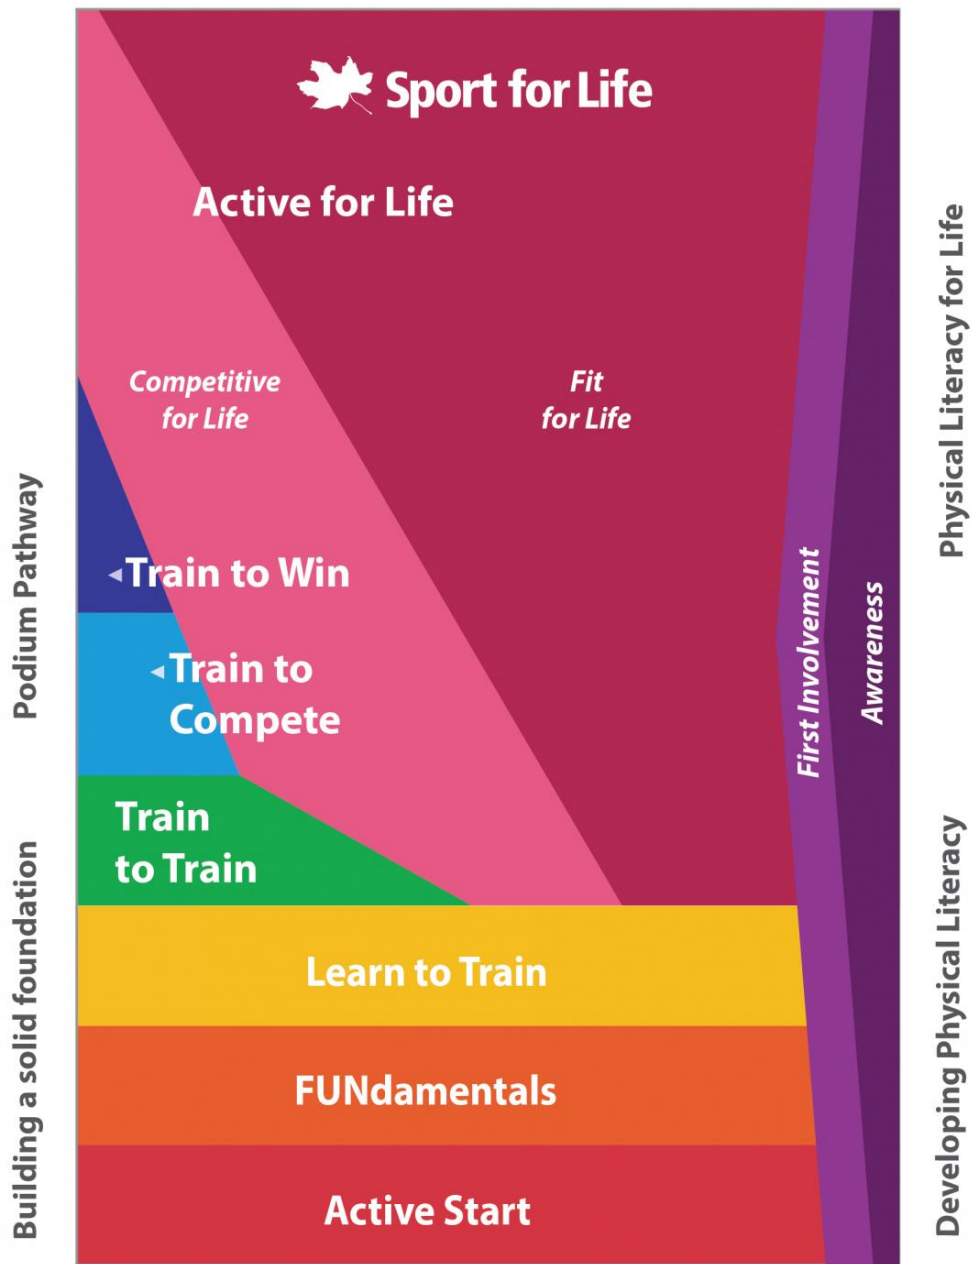 Sport for Life
Active for Life
Competitive
for Life
Fit
for Life
Train to Win
Train to
Compete
Train
to Train
Learn to Train
FUNdamentals
Active Start
First Involvement
Awareness
Podium Pathway
Building a solid foundation
Physical Literacy for Life
Developing Physical Literacy